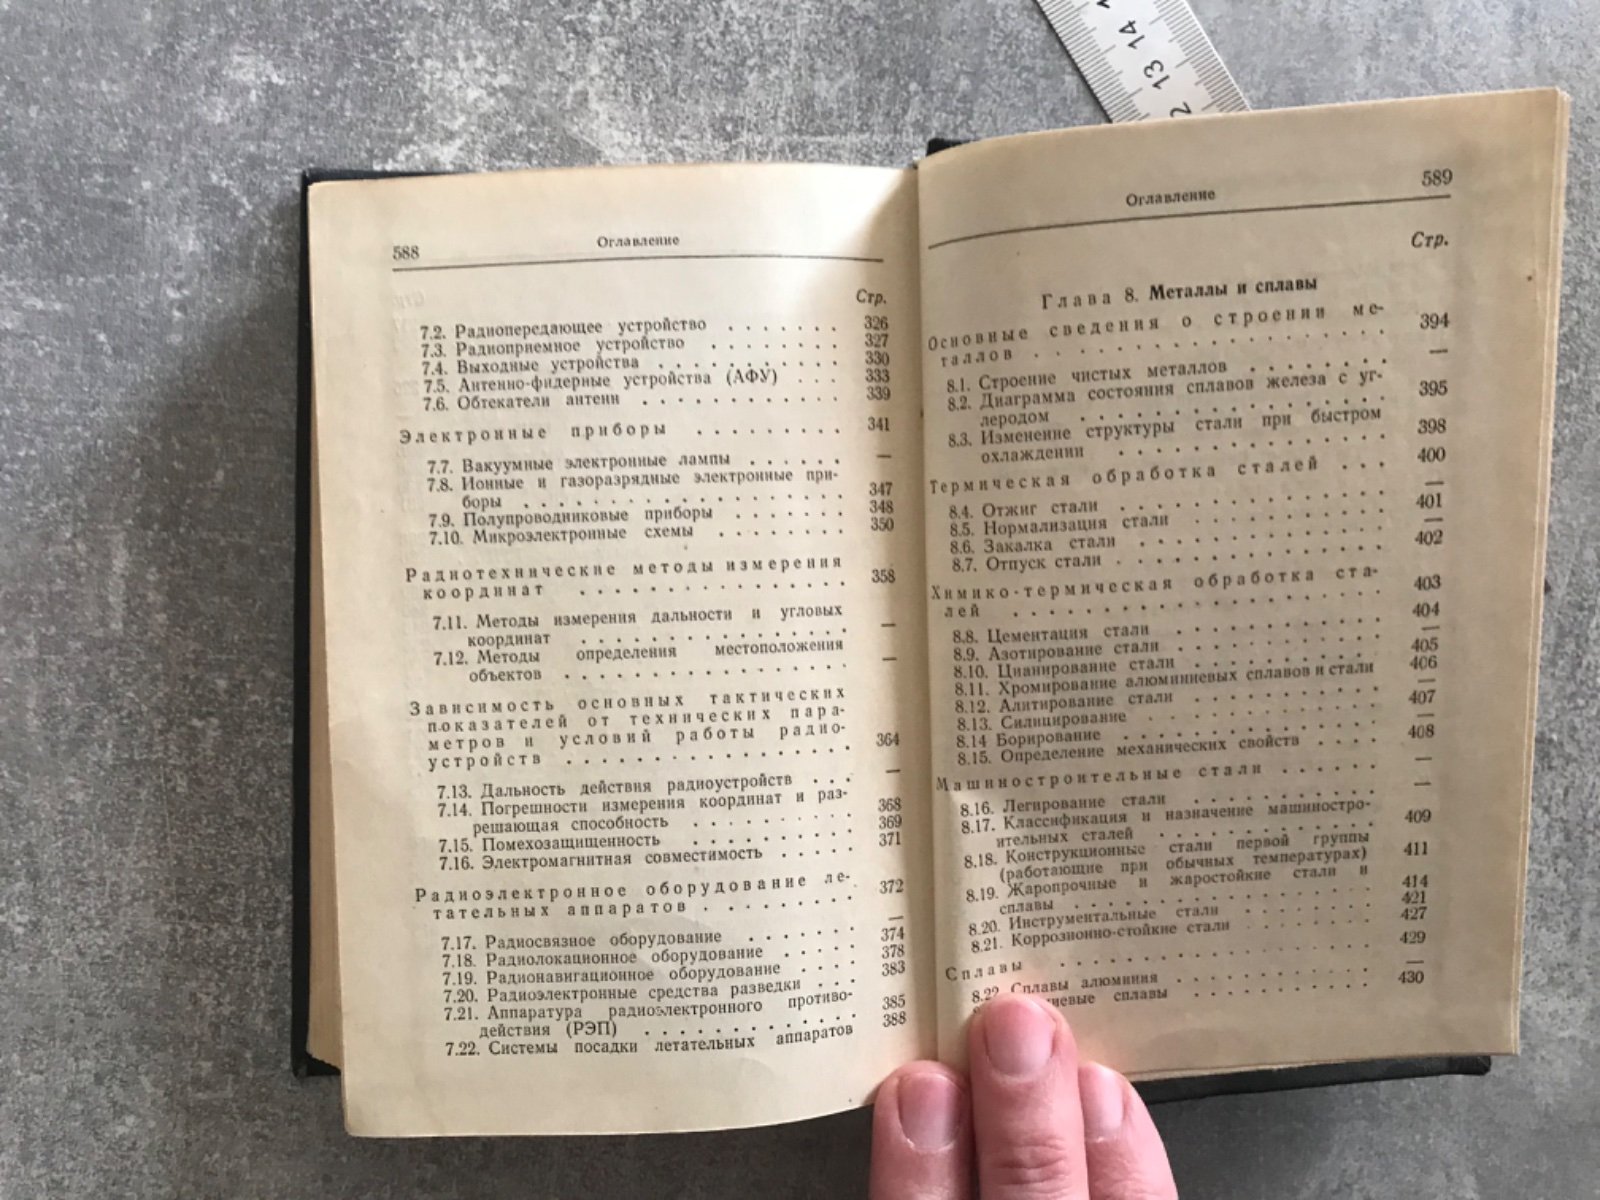 588
Оглавление
Стр.
7.2. Радиопередающее устройство . . . . . . . 326
7.3. Радиоприемное устройство . . . . . . . . 327
7.4. Выходные устройства . . . . . . . . . . 330
7.5. Антенно-фидерные устройства (АФУ) . . . 333
7.6. Обтекатели антенн . . . . . . . . . . . 339
Электронные приборы . . . . . . . . . 341
7.7. Вакуумные электронные лампы . . . . . . —
7.8. Ионные и газоразрядные электронные при-
боры . . . . . . . . . . . . . . . . . 347
7.9. Полупроводниковые приборы . . . . . . . 348
7.10. Микроэлектронные схемы . . . . . . . . 350
Радиотехнические методы измерения
координат . . . . . . . . . . . . . 358
7.11. Методы измерения дальности и угловых
координат . . . . . . . . . . . . . . —
7.12. Методы определения местоположения
объектов . . . . . . . . . . . . . . . —
Зависимость основных тактических
показателей от технических пара-
метров и условий работы радио-
устройств . . . . . . . . . . . . . . 364
7.13. Дальность действия радиоустройств . . . —
7.14. Погрешности измерения координат и раз-
решающая способность . . . . . . . . . 368
7.15. Помехозащищенность . . . . . . . . . 369
7.16. Электромагнитная совместимость . . . . . 371
Радиоэлектронное оборудование ле-
тательных аппаратов . . . . . . . . 372
7.17. Радиосвязное оборудование . . . . . . . —
7.18. Радиолокационное оборудование . . . . . 374
7.19. Радионавигационное оборудование . . . . 378
7.20. Радиоэлектронные средства разведки . . . 383
7.21. Аппаратура радиоэлектронного противо-
действия (РЭП) . . . . . . . . . . . . 385
7.22. Системы посадки летательных аппаратов 388
Оглавление
589
Стр.
Глава 8. Металлы и сплавы
Основные сведения о строении ме-
таллов . . . . . . . . . . . . . . . 394
8.1. Строение чистых металлов . . . . . . . —
8.2. Диаграмма состояния сплавов железа с уг-
леродом . . . . . . . . . . . . . . . 395
8.3. Изменение структуры стали при быстром
охлаждении . . . . . . . . . . . . . 398
Термическая обработка сталей . . . 400
8.4. Отжиг стали . . . . . . . . . . . . . —
8.5. Нормализация стали . . . . . . . . . . 401
8.6. Закалка стали . . . . . . . . . . . . —
8.7. Отпуск стали . . . . . . . . . . . . . 402
Химико-термическая обработка ста-
лей . . . . . . . . . . . . . . . . . 403
8.8. Цементация стали . . . . . . . . . . . 404
8.9. Азотирование стали . . . . . . . . . . —
8.10. Цианирование стали . . . . . . . . . 405
8.11. Хромирование алюминиевых сплавов и стали 406
8.12. Алитирование стали . . . . . . . . . —
8.13. Силицирование . . . . . . . . . . . 407
8.14 Борирование . . . . . . . . . . . . —
8.15. Определение механических свойств . . . . 408
Машиностроительные стали . . . . . . —
8.16. Легирование стали . . . . . . . . . . —
8.17. Классификация и назначение машиностро-
ительных сталей . . . . . . . . . . . 409
8.18. Конструкционные стали первой группы
(работающие при обычных температурах) 411
8.19. Жаропрочные и жаростойкие стали и
сплавы . . . . . . . . . . . . . . . 414
8.20. Инструментальные стали . . . . . . . . 421
8.21. Коррозионно-стойкие стали . . . . . . . 427
Сплавы . . . . . . . . . . . . . . . 429
8.22. Сплавы алюминия . . . . . . . . . . —
сплавы . . . . . . . . . . 430